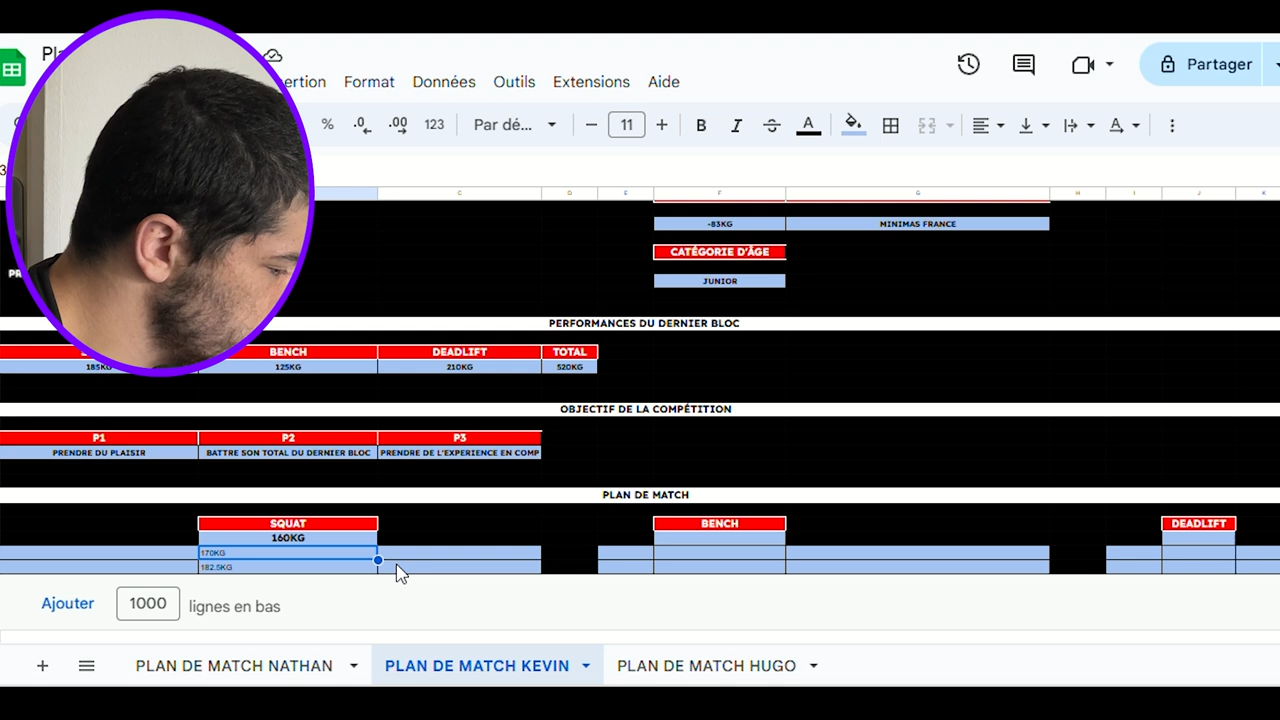 Pl
ertion Format Données Outils Extensions Aide
Partager
% .0 .00 123 Par dé... − 11 + B I A
3
C D E F G H I J K
-83KG MINIMAS FRANCE
CATÉGORIE D'ÂGE
PR
JUNIOR
PERFORMANCES DU DERNIER BLOC
BENCH DEADLIFT TOTAL
185KG 125KG 210KG 520KG
OBJECTIF DE LA COMPÉTITION
P1 P2 P3
PRENDRE DU PLAISIR BATTRE SON TOTAL DU DERNIER BLOC PRENDRE DE L'EXPERIENCE EN COMP
PLAN DE MATCH
SQUAT BENCH DEADLIFT
160KG
170KG
182.5KG
Ajouter 1000 lignes en bas
+ PLAN DE MATCH NATHAN PLAN DE MATCH KEVIN PLAN DE MATCH HUGO